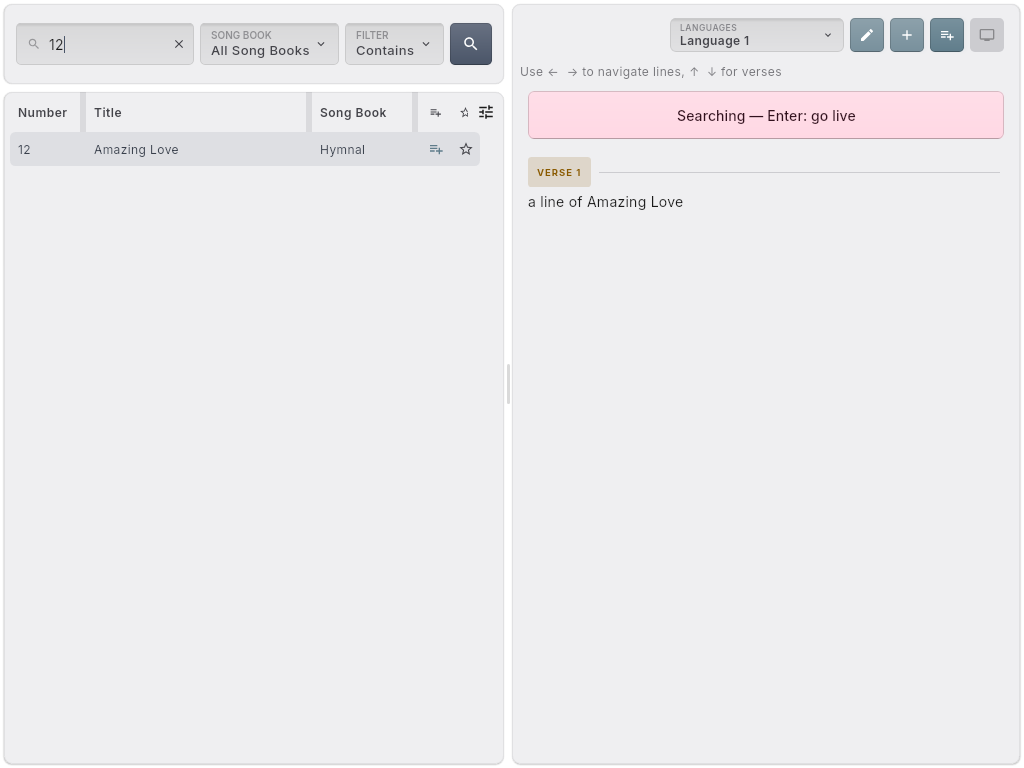 12
SONG BOOK
All Song Books
FILTER
Contains
Number Title Song Book
12 Amazing Love Hymnal
LANGUAGES
Language 1
Use ← → to navigate lines, ↑ ↓ for verses
Searching — Enter: go live
VERSE 1
a line of Amazing Love